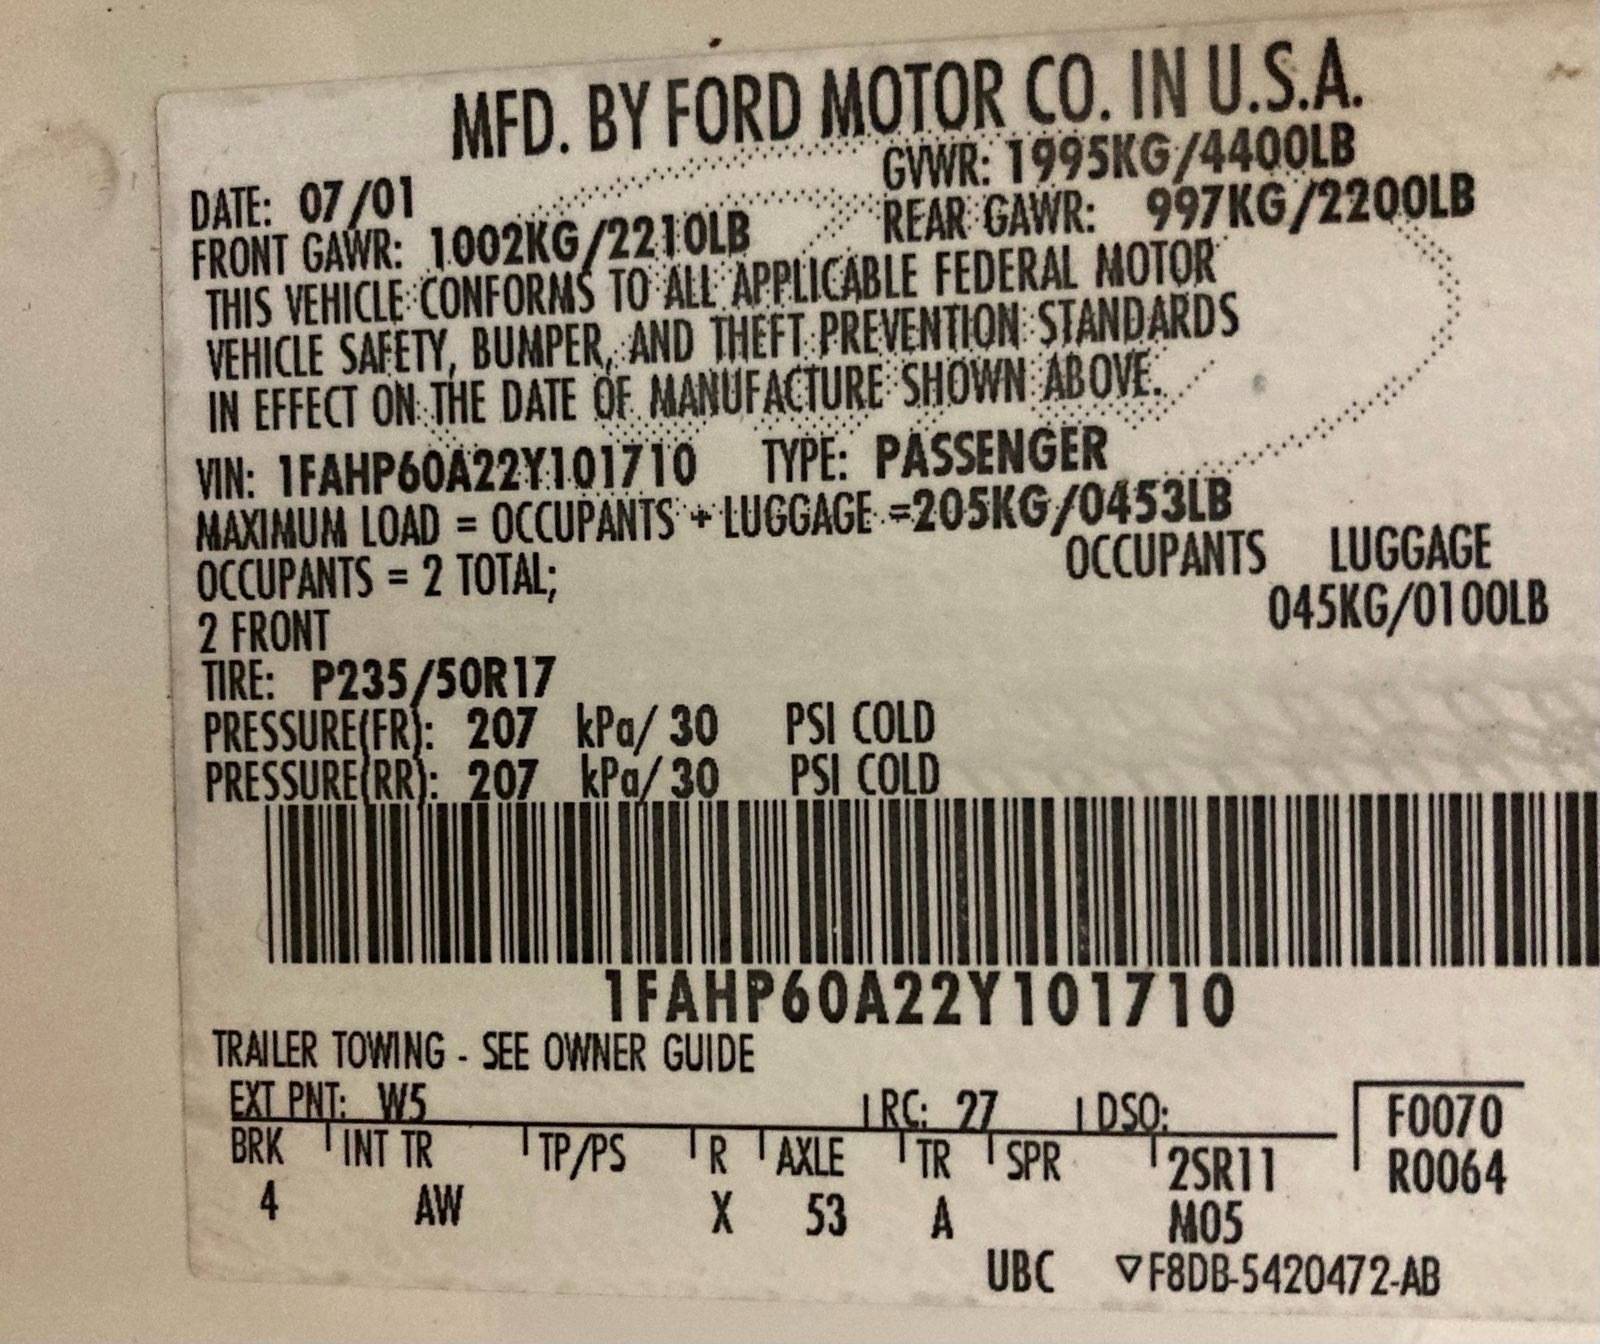 MFD. BY FORD MOTOR CO. IN U.S.A.
DATE: 07/01 GVWR: 1995KG/4400LB
FRONT GAWR: 1002KG/2210LB REAR GAWR: 997KG/2200LB
THIS VEHICLE CONFORMS TO ALL APPLICABLE FEDERAL MOTOR
VEHICLE SAFETY, BUMPER, AND THEFT PREVENTION STANDARDS
IN EFFECT ON THE DATE OF MANUFACTURE SHOWN ABOVE.
VIN: 1FAHP60A22Y101710 TYPE: PASSENGER
MAXIMUM LOAD = OCCUPANTS + LUGGAGE =205KG/0453LB
OCCUPANTS = 2 TOTAL; OCCUPANTS LUGGAGE
2 FRONT 045KG/0100LB
TIRE: P235/50R17
PRESSURE(FR): 207 kPa/ 30 PSI COLD
PRESSURE(RR): 207 kPa/ 30 PSI COLD
1FAHP60A22Y101710
TRAILER TOWING - SEE OWNER GUIDE
EXT PNT: W5 RC: 27 DSO: F0070
BRK INT TR TP/PS R AXLE TR SPR 2SR11 R0064
4 AW X 53 A M05
UBC ▽F8DB-5420472-AB